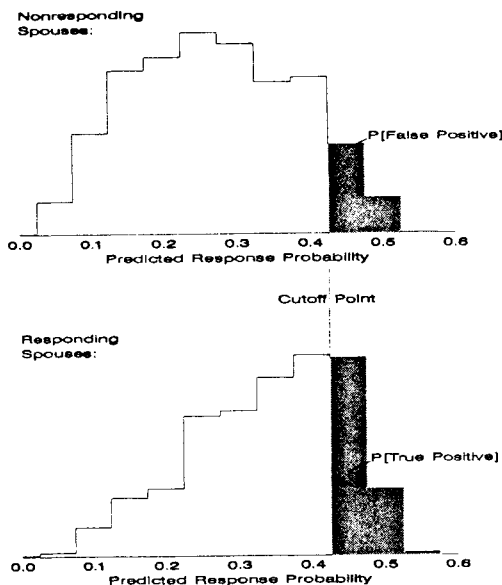 Nonresponding
Spouses:
P[False Positive]
0.0 0.1 0.2 0.3 0.4 0.5 0.6
Predicted Response Probability
Cutoff Point
Responding
Spouses:
P[True Positive]
0.0 0.1 0.2 0.3 0.4 0.5 0.6
Predicted Response Probability